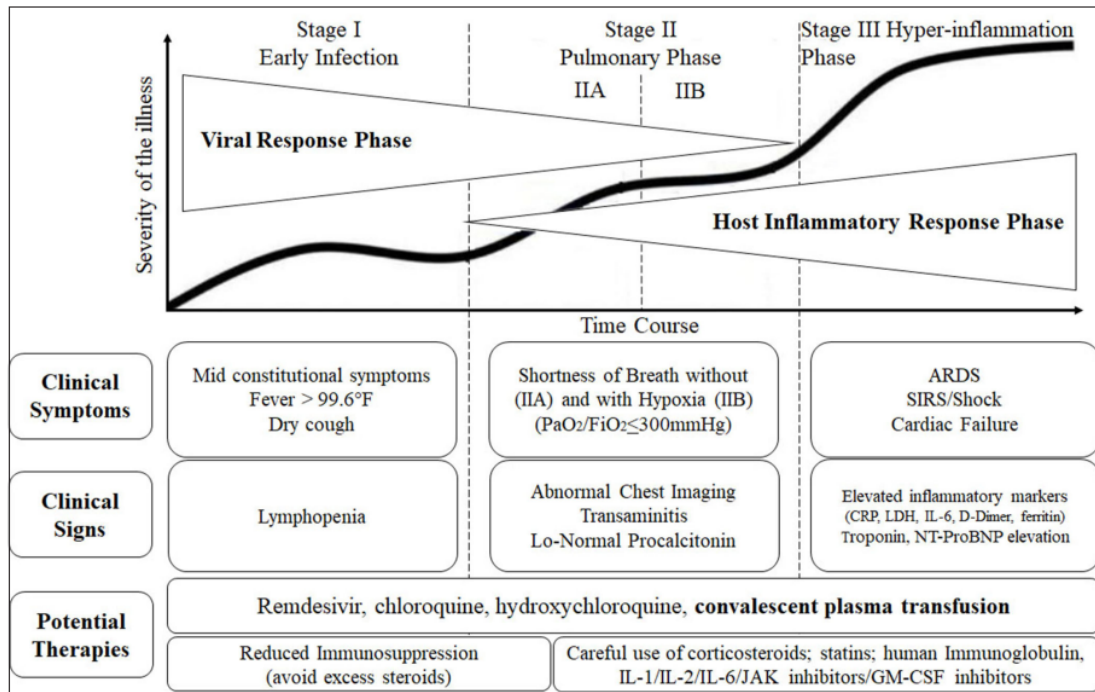 Stage I
Early Infection
Stage II
Pulmonary Phase
IIA
IIB
Stage III Hyper-inflammation
Phase
Severity of the illness
Viral Response Phase
Host Inflammatory Response Phase
Time Course
Clinical
Symptoms
Mid constitutional symptoms
Fever > 99.6°F
Dry cough
Shortness of Breath without
(IIA) and with Hypoxia (IIB)
(PaO2/FiO2≤300mmHg)
ARDS
SIRS/Shock
Cardiac Failure
Clinical
Signs
Lymphopenia
Abnormal Chest Imaging
Transaminitis
Lo-Normal Procalcitonin
Elevated inflammatory markers
(CRP, LDH, IL-6, D-Dimer, ferritin)
Troponin, NT-ProBNP elevation
Potential
Therapies
Remdesivir, chloroquine, hydroxychloroquine, convalescent plasma transfusion
Reduced Immunosuppression
(avoid excess steroids)
Careful use of corticosteroids; statins; human Immunoglobulin,
IL-1/IL-2/IL-6/JAK inhibitors/GM-CSF inhibitors